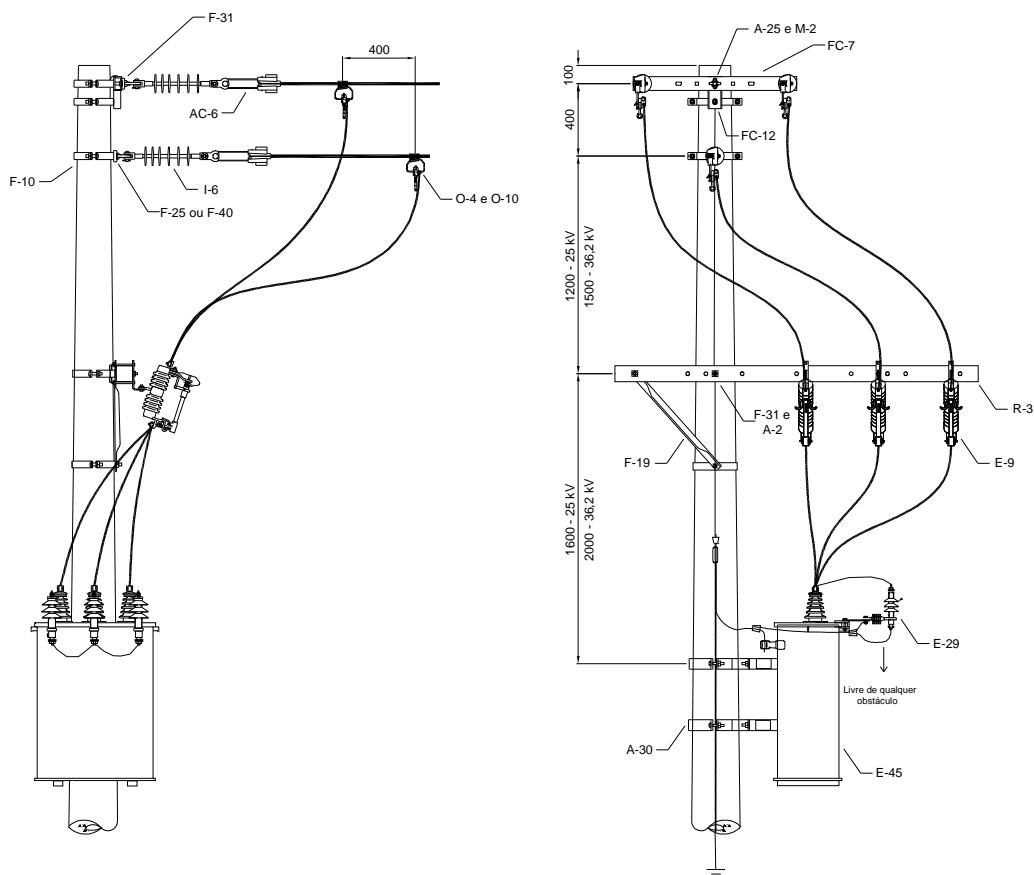 F-31
400
AC-6
F-10
I-6
F-25 ou F-40
O-4 e O-10
A-25 e M-2
FC-7
100
400
FC-12
1200 - 25 kV
1500 - 36,2 kV
R-3
F-31 e
A-2
F-19
E-9
1600 - 25 kV
2000 - 36,2 kV
E-29
Livre de qualquer
obstáculo
A-30
E-45